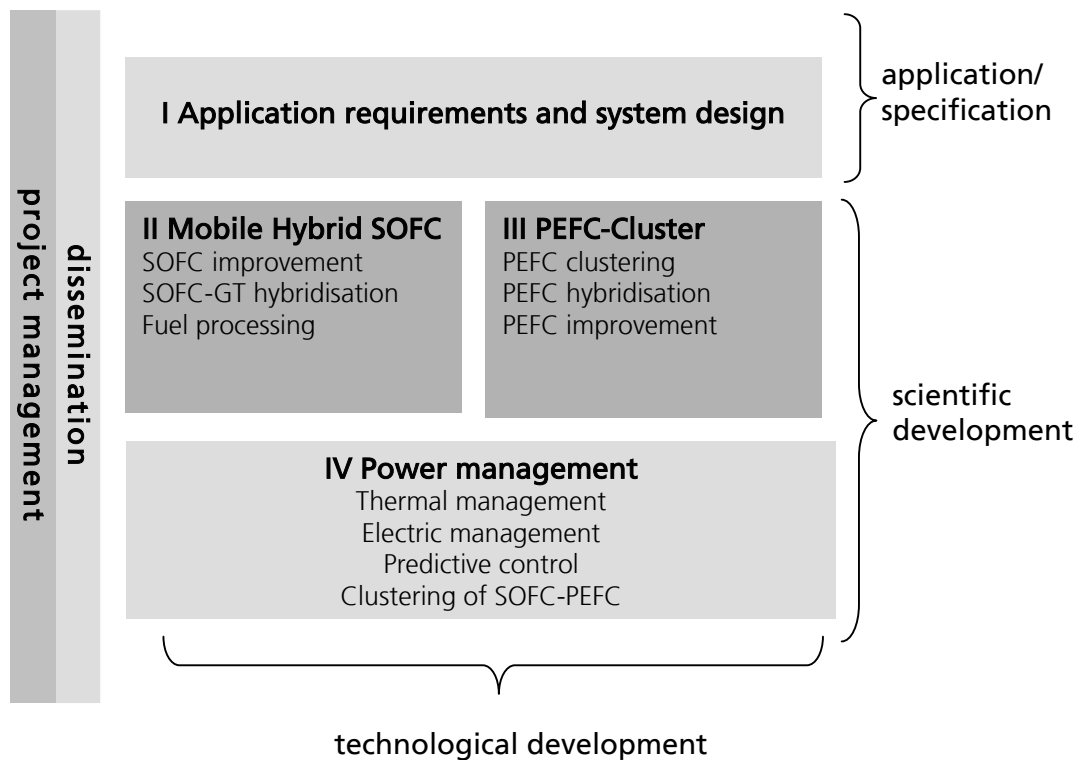 project management
dissemination
I Application requirements and system design
application/
specification
II Mobile Hybrid SOFC
SOFC improvement
SOFC-GT hybridisation
Fuel processing
III PEFC-Cluster
PEFC clustering
PEFC hybridisation
PEFC improvement
scientific
development
IV Power management
Thermal management
Electric management
Predictive control
Clustering of SOFC-PEFC
technological development